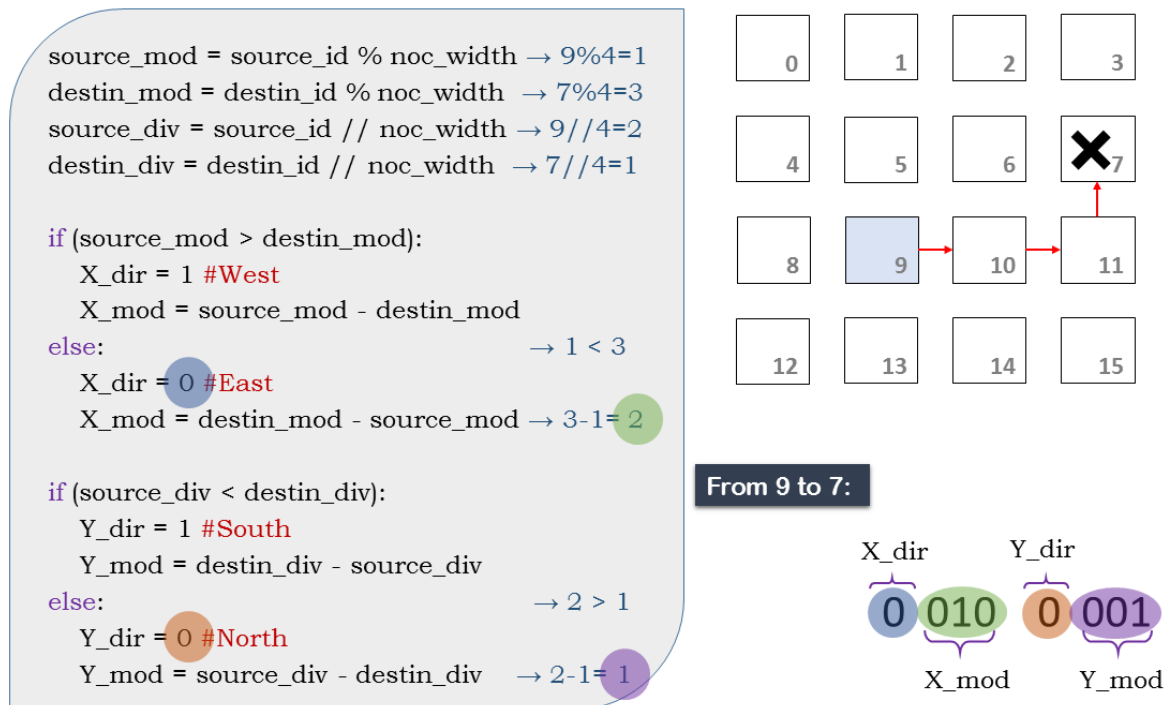 source_mod = source_id % noc_width → 9%4=1
destin_mod = destin_id % noc_width → 7%4=3
source_div = source_id // noc_width → 9//4=2
destin_div = destin_id // noc_width → 7//4=1
if (source_mod > destin_mod):
X_dir = 1 #West
X_mod = source_mod - destin_mod
else: → 1 < 3
X_dir = 0 #East
X_mod = destin_mod - source_mod → 3-1= 2
if (source_div < destin_div):
Y_dir = 1 #South
Y_mod = destin_div - source_div
else: → 2 > 1
Y_dir = 0 #North
Y_mod = source_div - destin_div → 2-1= 1
0 1 2 3
4 5 6 7
8 9 10 11
12 13 14 15
From 9 to 7:
X_dir Y_dir
0 010 0 001
X_mod Y_mod